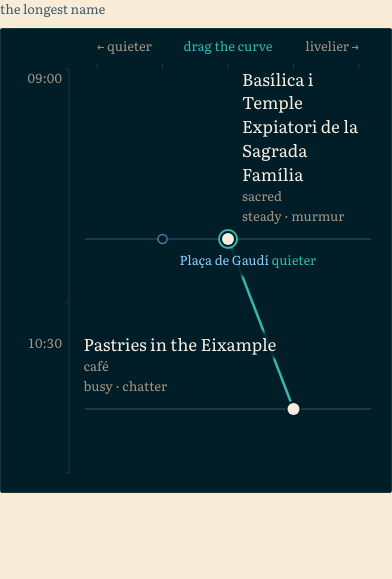 the longest name
← quieter drag the curve livelier →
09:00
Basílica i
Temple
Expiatori de la
Sagrada
Família
sacred
steady · murmur
Plaça de Gaudí quieter
10:30
Pastries in the Eixample
café
busy · chatter